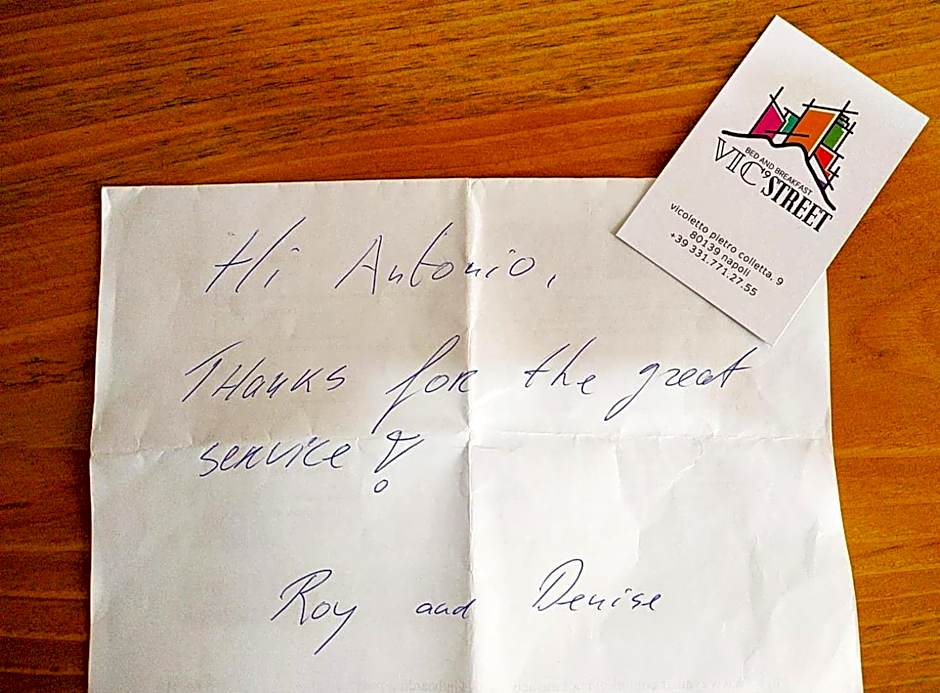 Hi Antonio,
THanks for the great
service!
Roy and Denise
BED AND BREAKFAST
VIC 19 STREET
vicoletto pietro colletta, 9
80139 napoli
+39 331.771.27.55